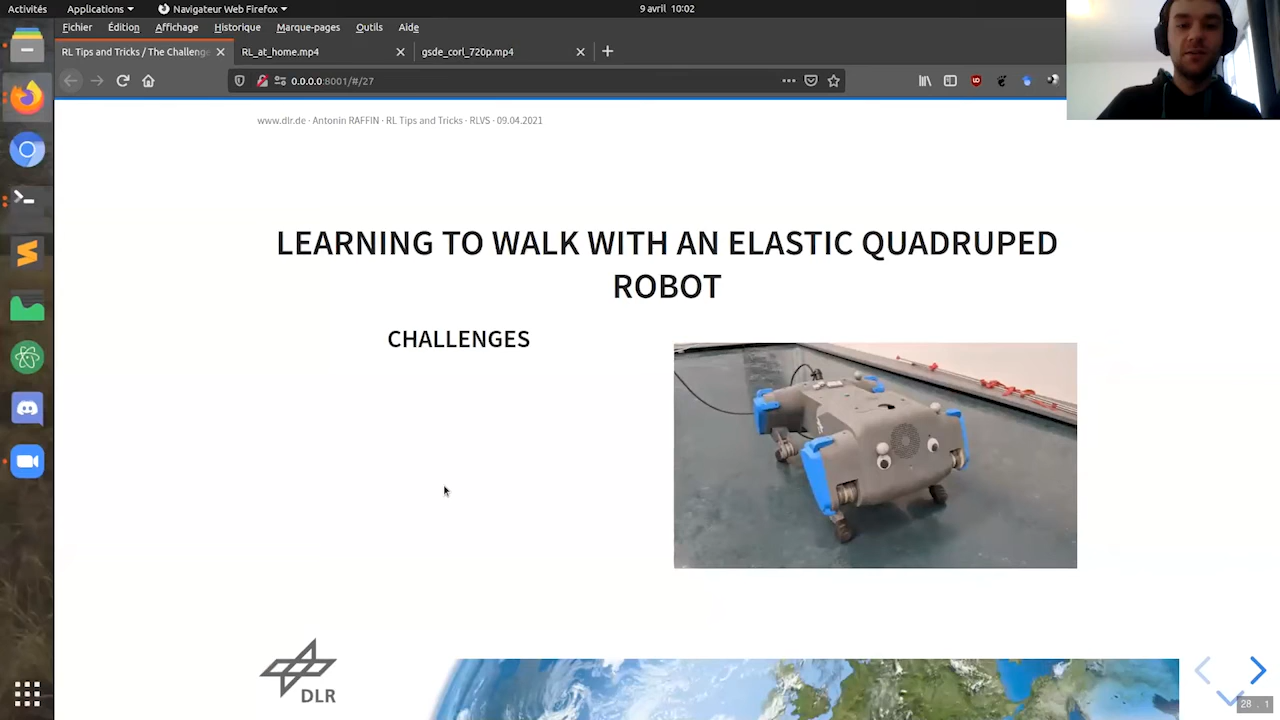 Activités
Applications
Navigateur Web Firefox
9 avril 10:02
Fichier
Édition
Affichage
Historique
Marque-pages
Outils
Aide
RL Tips and Tricks / The Challenge
RL_at_home.mp4
gsde_corl_720p.mp4
0.0.0.0:8001/#/27
www.dlr.de · Antonin RAFFIN · RL Tips and Tricks · RLVS · 09.04.2021
LEARNING TO WALK WITH AN ELASTIC QUADRUPED
ROBOT
CHALLENGES
DLR
28 . 1